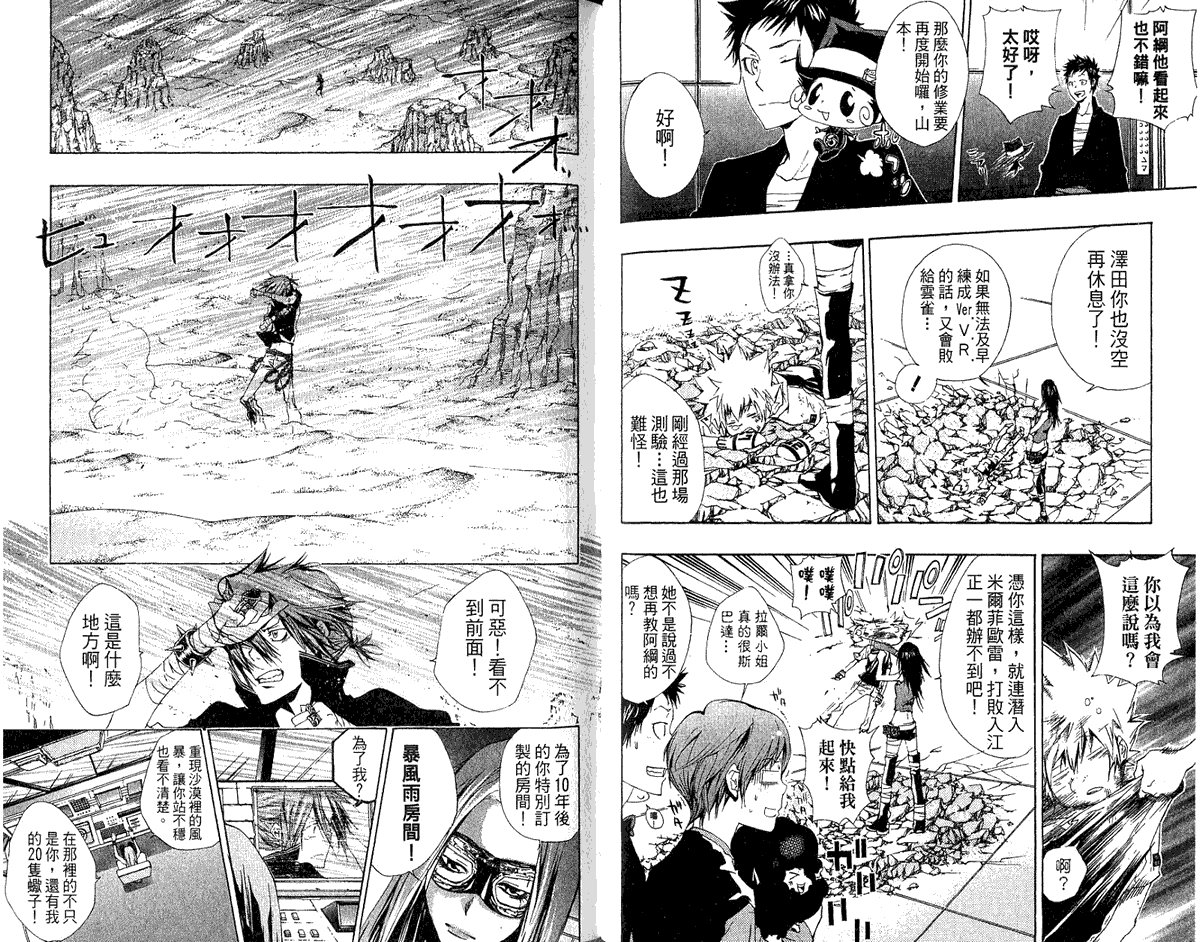 阿綱他看起來
也不錯嘛！
哎呀，
太好了！
那麼你的修業要
再度開始囉，山
本！
好啊！
澤田你也沒空
再休息了！
如果無法及早
練成Ver V．R．
的話，又會敗
給雲雀…
！
…真拿你
沒辦法！
Z
Z
Z
剛經過那場
測驗…這也
難怪！
你以為我會
這麼說嗎？
啊？
憑你這樣，就連潛入
米爾菲歐雷，打敗入江
正一都辦不到吧！
噗噗
噗！
快點給我
起來！
拉爾小姐
真的很斯
巴達…
她不是說過不
想再教阿綱的
嗎？
オオオオ
ヒュオオオオオオオ
可惡！看不
到前面！
這是什麼
地方啊！
為了10年後
的你特別訂
製的房間！
暴風雨房間！
為了我？
重現沙漠裡的風
暴，讓你站不穩
也看不清楚。
在那裡的不只
是你，還有我
的20隻蠍子！